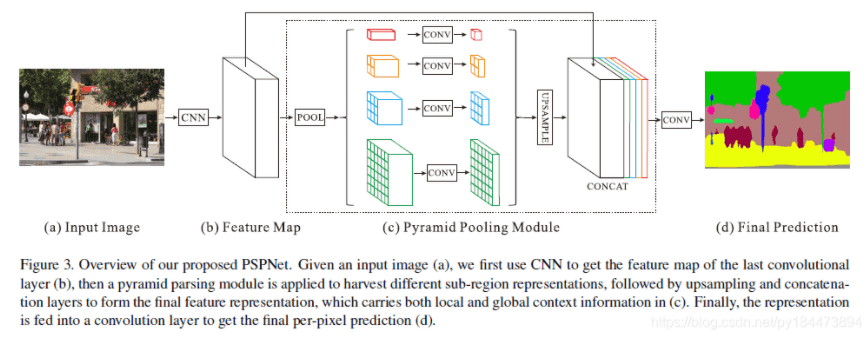 CNN
POOL
CONV
CONV
CONV
CONV
UPSAMPLE
CONCAT
CONV
(a) Input Image
(b) Feature Map
(c) Pyramid Pooling Module
(d) Final Prediction
Figure 3. Overview of our proposed PSPNet. Given an input image (a), we first use CNN to get the feature map of the last convolutional
layer (b), then a pyramid parsing module is applied to harvest different sub-region representations, followed by upsampling and concatena-
tion layers to form the final feature representation, which carries both local and global context information in (c). Finally, the representation
is fed into a convolution layer to get the final per-pixel prediction (d).
https://blog.csdn.net/py184473894